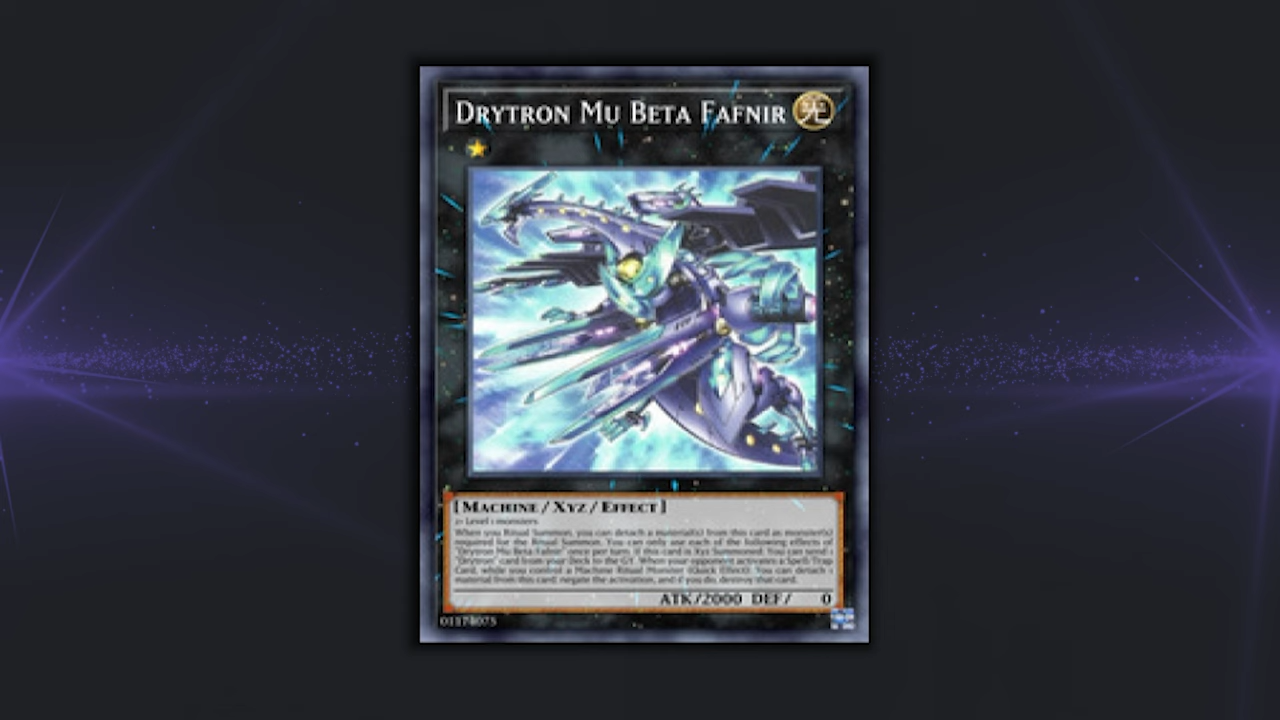 Drytron Mu Beta Fafnir 光
[Machine/Xyz/Effect]
2+ Level 1 monsters
When you Ritual Summon, you can detach a material(s) from this card as monster(s)
required for the Ritual Summon. You can only use each of the following effects of
"Drytron Mu Beta Fafnir" once per turn. If this card is Xyz Summoned: You can send 1
"Drytron" card from your Deck to the GY. When your opponent activates a Spell/Trap
Card, while you control a Machine Ritual Monster (Quick Effect): You can detach 1
material from this card; negate the activation, and if you do, destroy that card.
ATK/2000 DEF/ 0